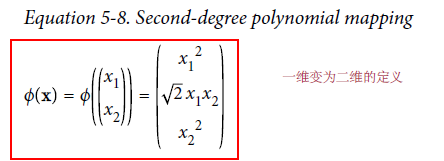 Equation 5-8. Second-degree polynomial mapping
x₁²
ϕ(x) = ϕ((x₁ x₂)) = √2 x₁x₂
x₂²
一维变为二维的定义